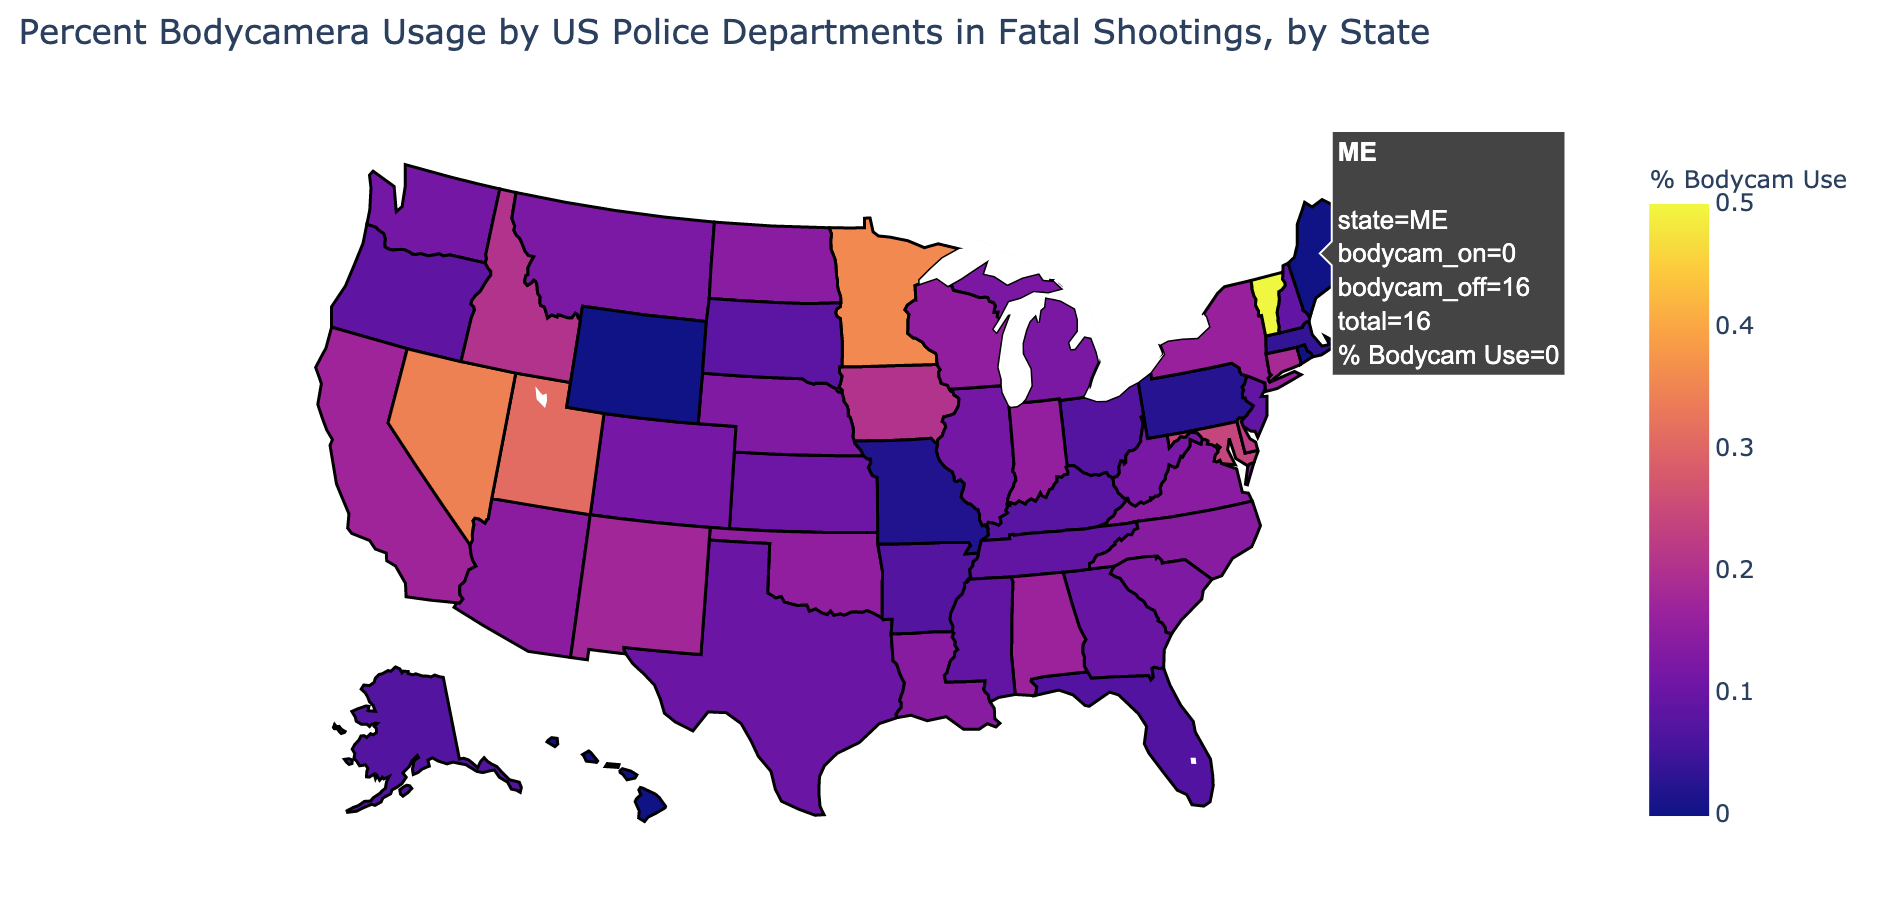 Percent Bodycamera Usage by US Police Departments in Fatal Shootings, by State
ME
state=ME
bodycam_on=0
bodycam_off=16
total=16
% Bodycam Use=0
% Bodycam Use
0.5
0.4
0.3
0.2
0.1
0